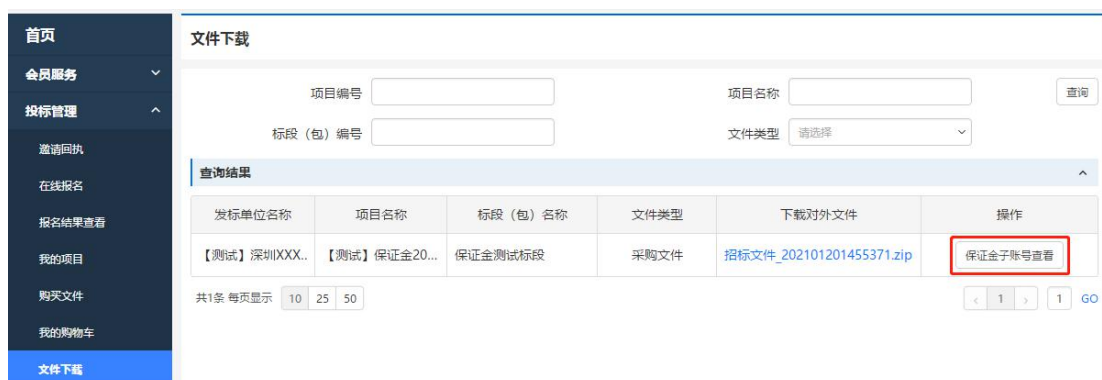 首页
会员服务
投标管理
邀请回执
在线报名
报名结果查看
我的项目
购买文件
我的购物车
文件下载
文件下载
项目编号
项目名称
查询
标段（包）编号
文件类型 请选择
查询结果
发标单位名称 项目名称 标段（包）名称 文件类型 下载对外文件 操作
【测试】深圳XXX.. 【测试】保证金20... 保证金测试标段 采购文件 招标文件_202101201455371.zip 保证金子账号查看
共1条 每页显示 10 25 50 < 1 > 1 GO